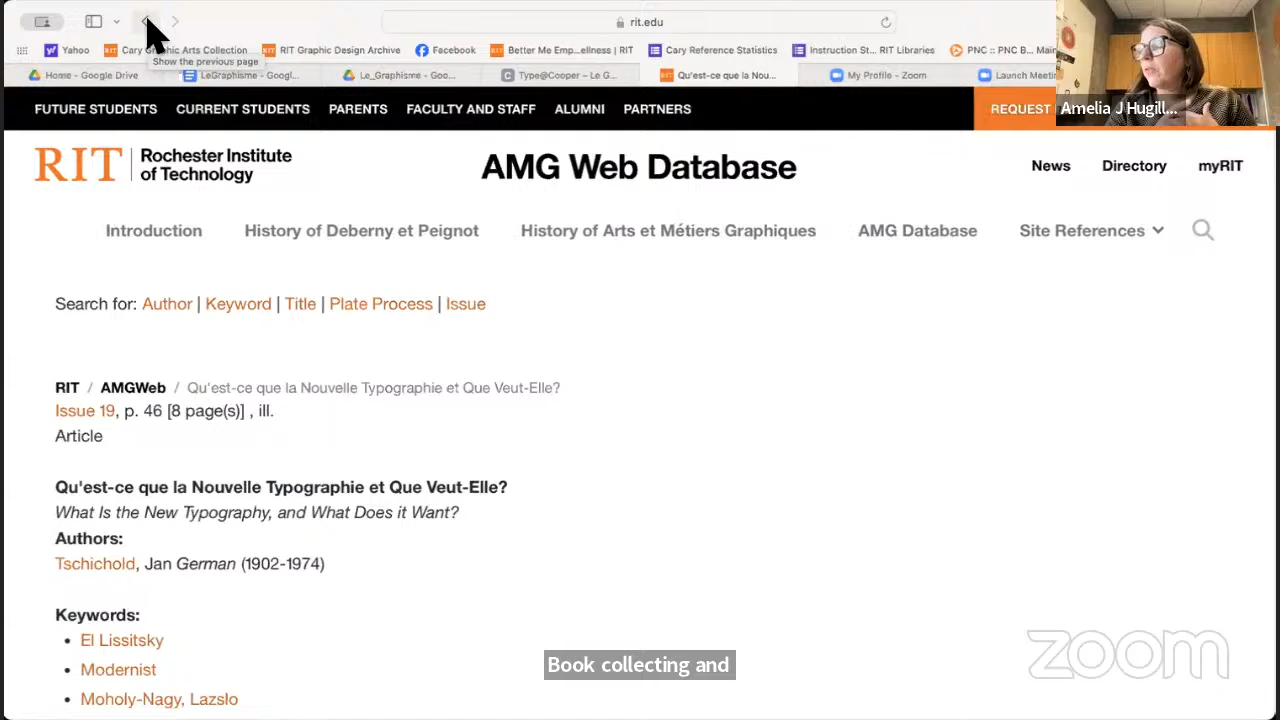 rit.edu
Yahoo Cary Graphic Arts Collection RIT Graphic Design Archive Facebook Better Me Emp...ellness | RIT Cary Reference Statistics Instruction St... RIT Libraries PNC :: PNC B... Main
Show the previous page
Home - Google Drive LeGraphisme - Googl... Le_Graphisme - Goo... Type@Cooper – Le G... Qu'est-ce que la Nou... My Profile - Zoom Launch Meeti
FUTURE STUDENTS CURRENT STUDENTS PARENTS FACULTY AND STAFF ALUMNI PARTNERS REQUEST
Amelia J Hugill...
RIT Rochester Institute
of Technology
AMG Web Database
News Directory myRIT
Introduction History of Deberny et Peignot History of Arts et Métiers Graphiques AMG Database Site References
Search for: Author | Keyword | Title | Plate Process | Issue
RIT / AMGWeb / Qu'est-ce que la Nouvelle Typographie et Que Veut-Elle?
Issue 19, p. 46 [8 page(s)] , ill.
Article
Qu'est-ce que la Nouvelle Typographie et Que Veut-Elle?
What Is the New Typography, and What Does it Want?
Authors:
Tschichold, Jan German (1902-1974)
Keywords:
• El Lissitsky
• Modernist
• Moholy-Nagy, Lazslo
Book collecting and
zoom